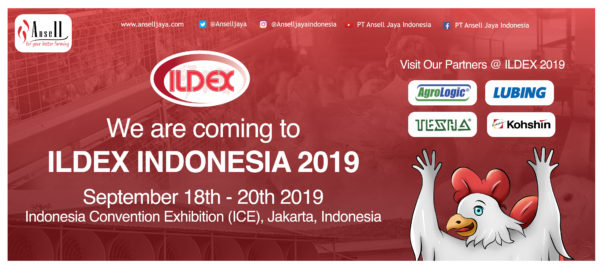 Ansell
for your better farming
www.anselljaya.com
@Anselljaya
@Anselljayaindonesia
PT Ansell Jaya Indonesia
PT Ansell Jaya Indonesia
ILDEX
Visit Our Partners @ ILDEX 2019
AgroLogic®
LUBING
TEXHA
Kohshin
We are coming to
ILDEX INDONESIA 2019
September 18th - 20th 2019
Indonesia Convention Exhibition (ICE), Jakarta, Indonesia